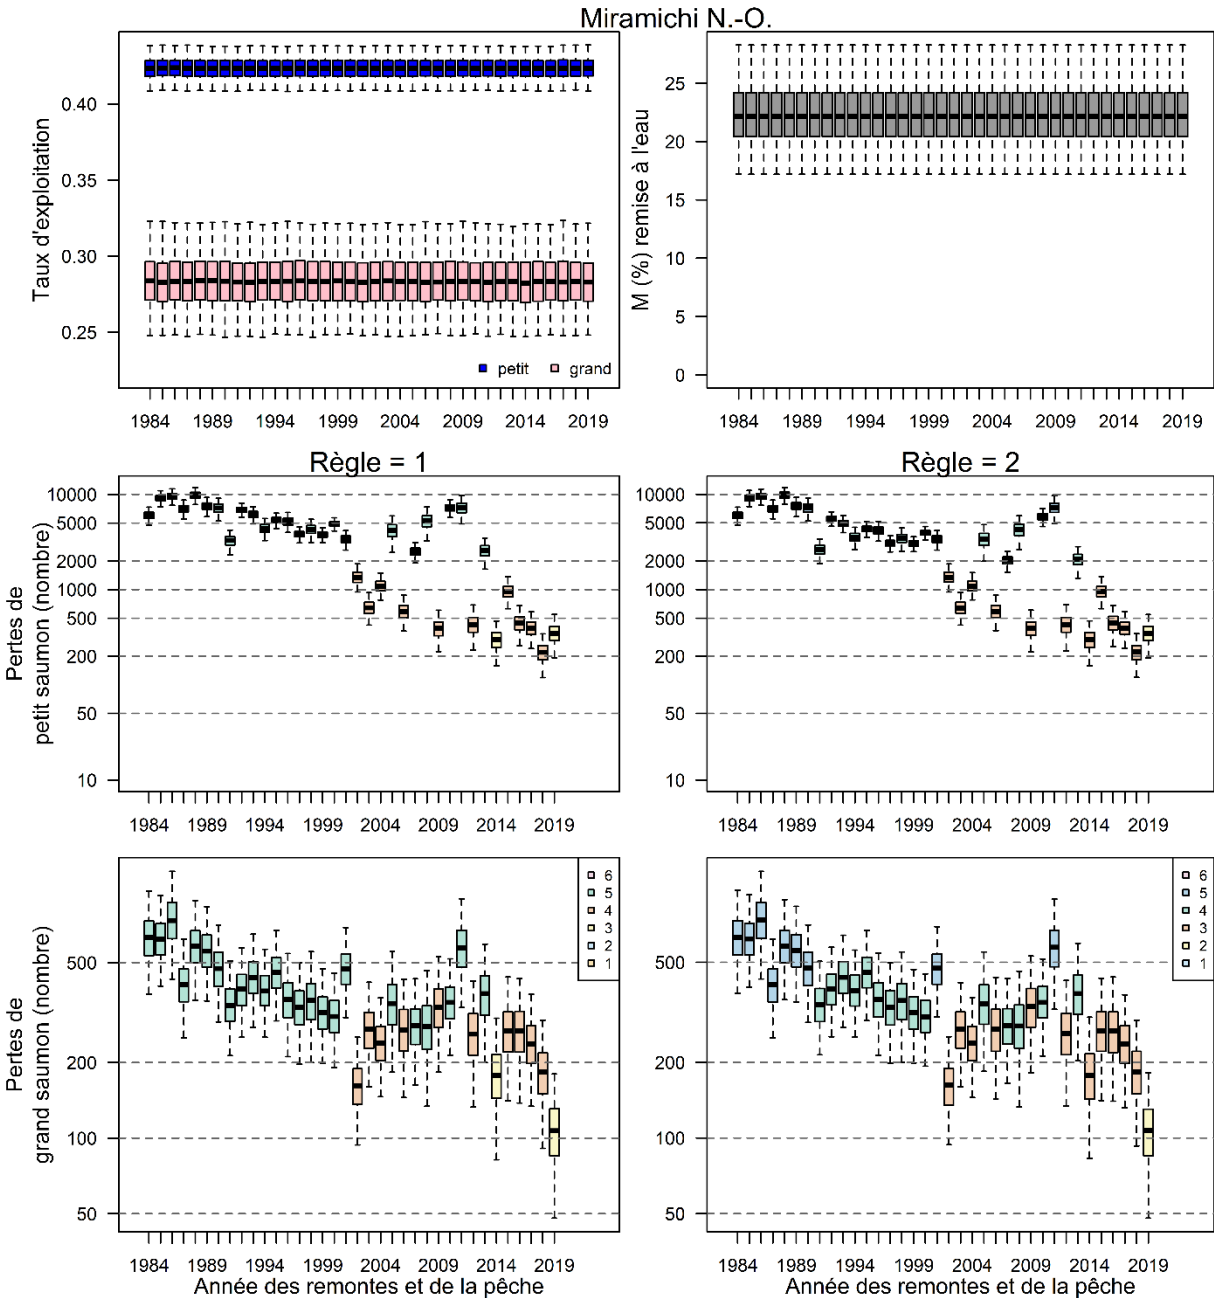 Miramichi N.-O.
Taux d'exploitation
0.40
0.35
0.30
0.25
petit
grand
1984 1989 1994 1999 2004 2009 2014 2019
M (%) remise à l'eau
25
20
15
10
5
0
1984 1989 1994 1999 2004 2009 2014 2019
Règle = 1
Pertes de
petit saumon (nombre)
10000
5000
2000
1000
500
200
50
10
1984 1989 1994 1999 2004 2009 2014 2019
Règle = 2
10000
5000
2000
1000
500
200
50
10
1984 1989 1994 1999 2004 2009 2014 2019
Pertes de
grand saumon (nombre)
500
200
100
50
6
5
4
3
2
1
1984 1989 1994 1999 2004 2009 2014 2019
Année des remontes et de la pêche
500
200
100
50
6
5
4
3
2
1
1984 1989 1994 1999 2004 2009 2014 2019
Année des remontes et de la pêche